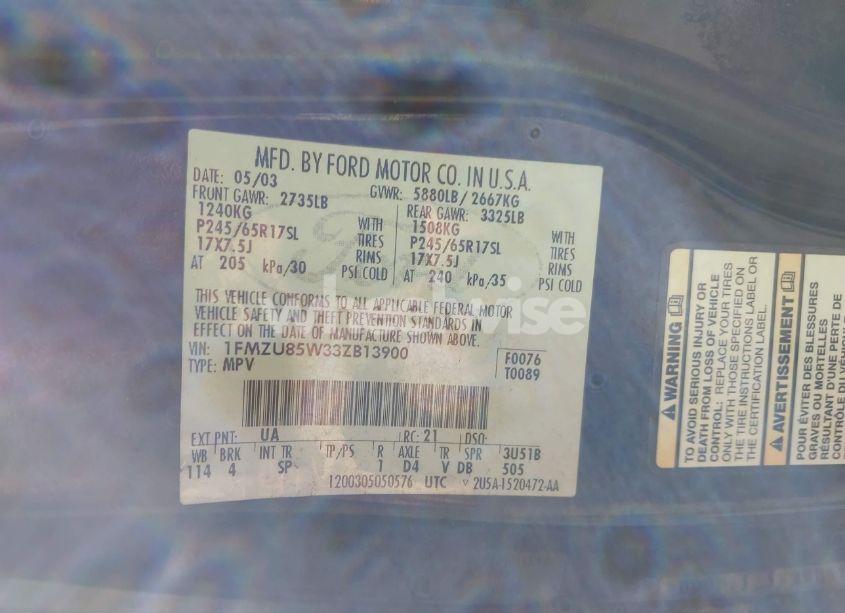 MFD. BY FORD MOTOR CO. IN U.S.A.
DATE: 05/03 GVWR: 5880LB/ 2667KG
FRONT GAWR: 2735LB REAR GAWR: 3325LB
1240KG WITH 1508KG WITH
P245/65R17SL TIRES P245/65R17SL TIRES
17X7.5J RIMS 17X7.5J RIMS
AT 205 kPa/30 PSI COLD AT 240 kPa/35 PSI COLD
THIS VEHICLE CONFORMS TO ALL APPLICABLE FEDERAL MOTOR
VEHICLE SAFETY AND THEFT PREVENTION STANDARDS IN
EFFECT ON THE DATE OF MANUFACTURE SHOWN ABOVE.
VIN: 1FMZU85W33ZB13900 F0076
TYPE: MPV T0089
EXT PNT: UA RC: 21 DSO:
WB BRK INT TR TP/PS R AXLE TR SPR 3U51B
114 4 SP 1 D4 V DB 505
1200305050576 UTC 2U5A-1520472-AA
WARNING
TO AVOID SERIOUS INJURY OR
DEATH FROM LOSS OF VEHICLE
CONTROL: REPLACE YOUR TIRES
ONLY WITH THOSE SPECIFIED ON
THE TIRE INSTRUCTIONS LABEL OR
THE CERTIFICATION LABEL.
AVERTISSEMENT
POUR ÉVITER DES BLESSURES
GRAVES OU MORTELLES
RÉSULTANT D'UNE PERTE DE
CONTRÔLE DU VÉHICULE